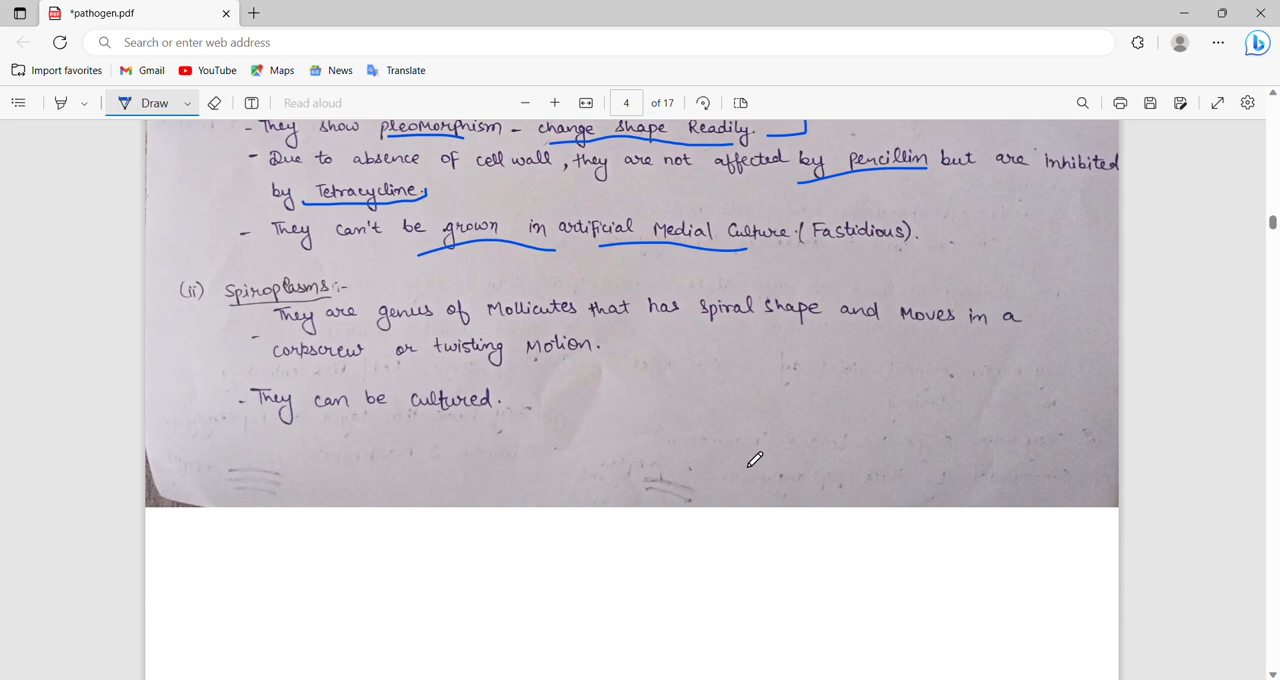 *pathogen.pdf
Search or enter web address
Import favorites Gmail YouTube Maps News Translate
Draw Read aloud 4 of 17
- They show pleomorphism - change shape Readily.
- Due to absence of cell wall, they are not affected by pencillin but are inhibited
by Tetracycline.
- They can't be grown in artificial Medial Culture. (Fastidious).
(ii) Spiroplasms :-
They are genus of Mollicutes that has spiral shape and moves in a
- corpscrew or twisting Motion.
- They can be cultured.